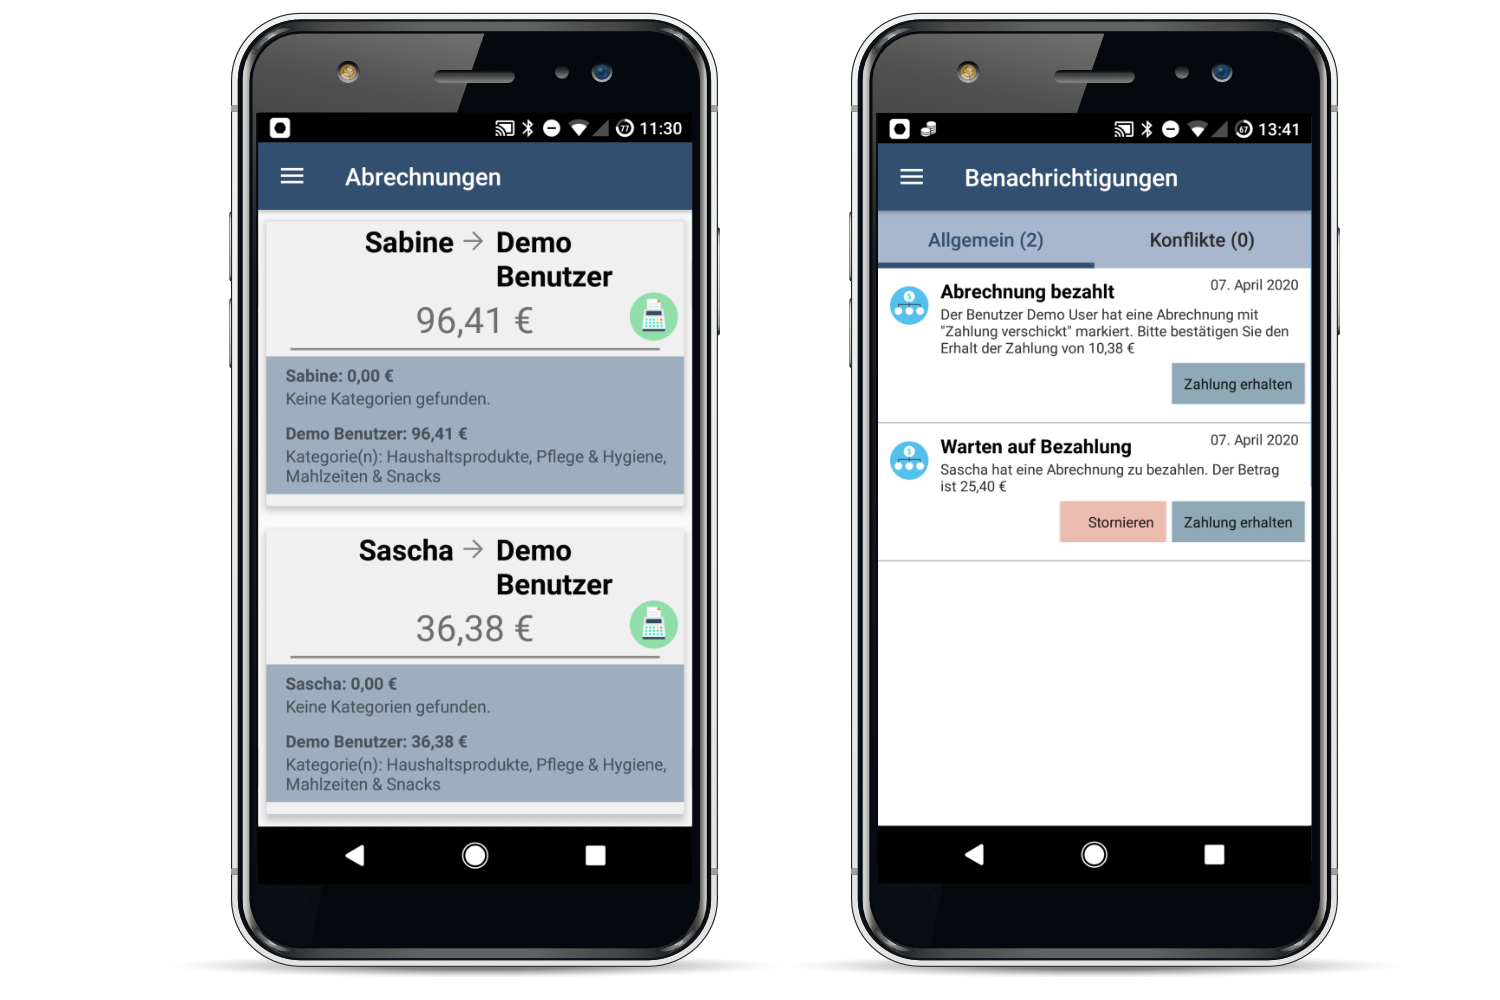 77 11:30
Abrechnungen
Sabine → Demo
Benutzer
96,41 €
Sabine: 0,00 €
Keine Kategorien gefunden.
Demo Benutzer: 96,41 €
Kategorie(n): Haushaltsprodukte, Pflege & Hygiene,
Mahlzeiten & Snacks
Sascha → Demo
Benutzer
36,38 €
Sascha: 0,00 €
Keine Kategorien gefunden.
Demo Benutzer: 36,38 €
Kategorie(n): Haushaltsprodukte, Pflege & Hygiene,
Mahlzeiten & Snacks
67 13:41
Benachrichtigungen
Allgemein (2) Konflikte (0)
Abrechnung bezahlt 07. April 2020
Der Benutzer Demo User hat eine Abrechnung mit
"Zahlung verschickt" markiert. Bitte bestätigen Sie den
Erhalt der Zahlung von 10,38 €
Zahlung erhalten
Warten auf Bezahlung 07. April 2020
Sascha hat eine Abrechnung zu bezahlen. Der Betrag
ist 25,40 €
Stornieren Zahlung erhalten